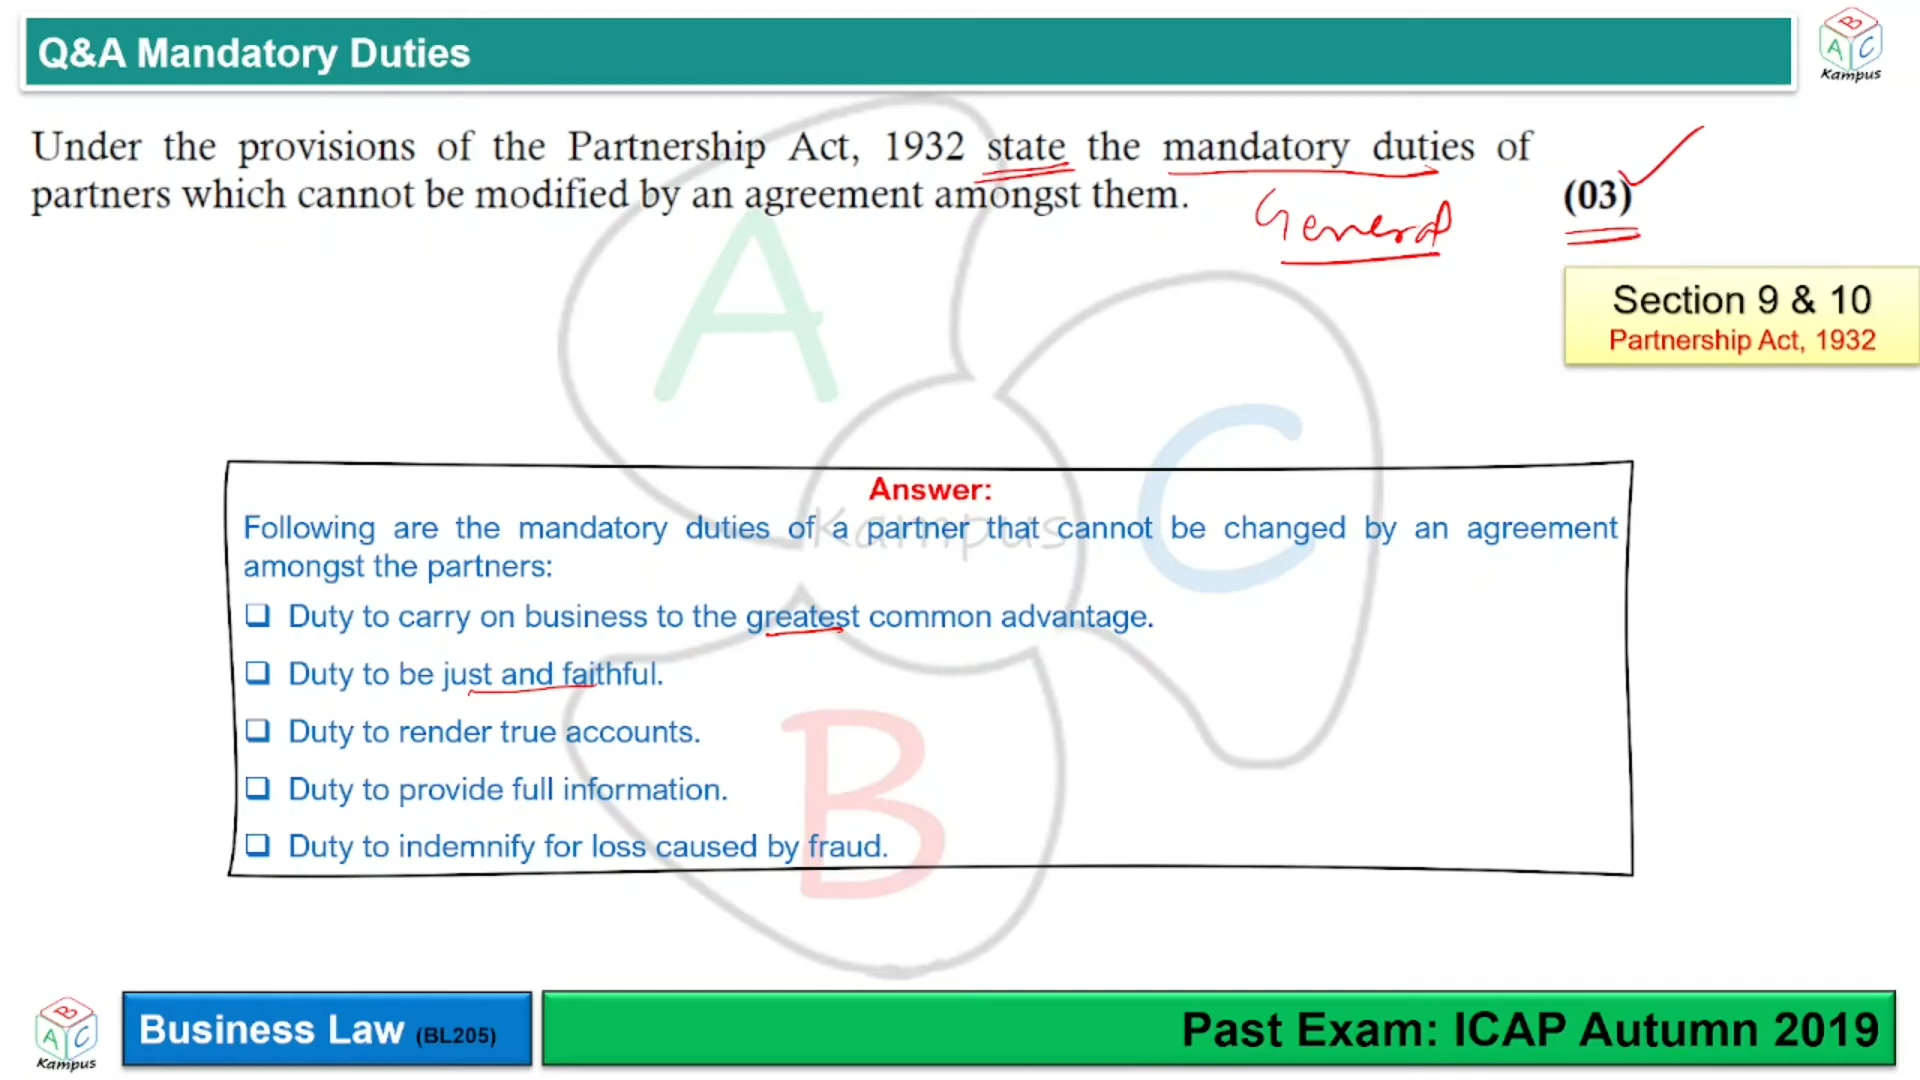 Q&A Mandatory Duties
B
A C
Kampus
Under the provisions of the Partnership Act, 1932 state the mandatory duties of
partners which cannot be modified by an agreement amongst them.
(03)
General
Section 9 & 10
Partnership Act, 1932
A
C
Kampus
B
Answer:
Following are the mandatory duties of a partner that cannot be changed by an agreement
amongst the partners:
❑ Duty to carry on business to the greatest common advantage.
❑ Duty to be just and faithful.
❑ Duty to render true accounts.
❑ Duty to provide full information.
❑ Duty to indemnify for loss caused by fraud.
B
A C
Kampus
Business Law (BL205)
Past Exam: ICAP Autumn 2019